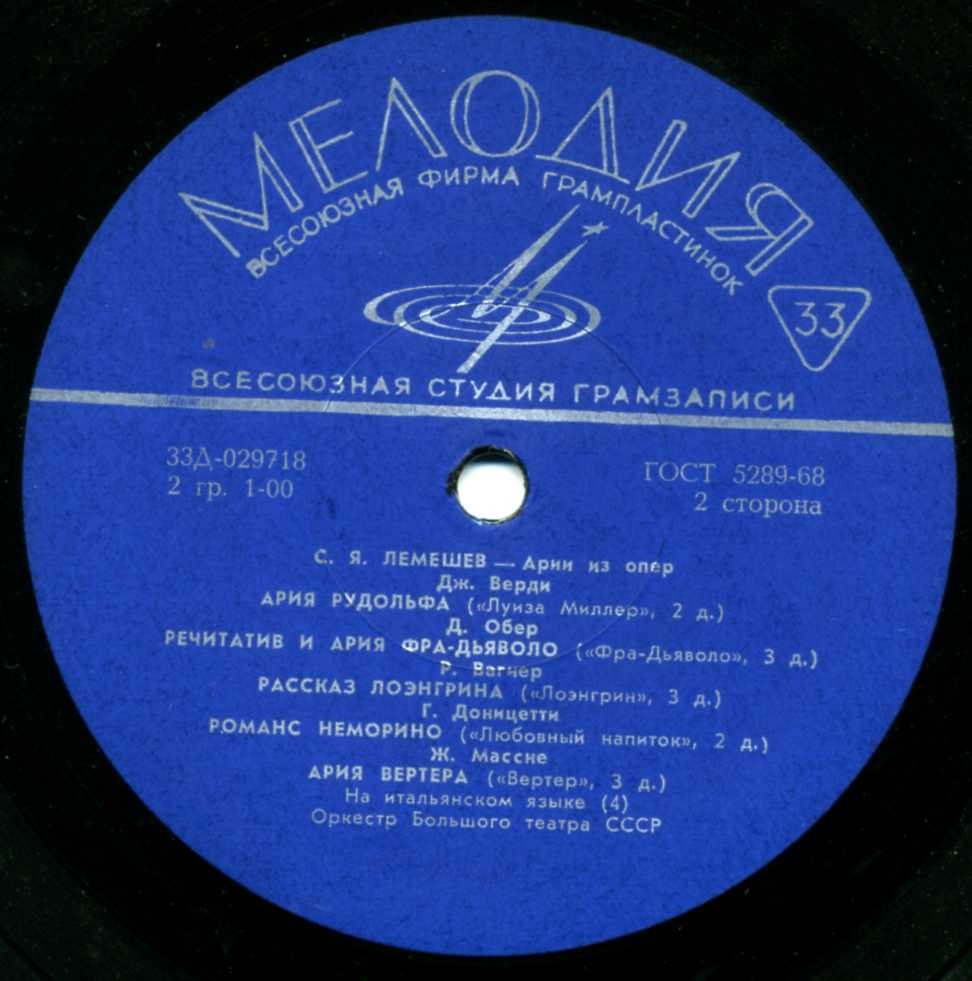 МЕЛОДИЯ
ВСЕСОЮЗНАЯ ФИРМА ГРАМПЛАСТИНОК
33
ВСЕСОЮЗНАЯ СТУДИЯ ГРАМЗАПИСИ
33Д-029718
2 гр. 1-00
ГОСТ 5289-68
2 сторона
С. Я. ЛЕМЕШЕВ — Арии из опер
Дж. Верди
АРИЯ РУДОЛЬФА («Луиза Миллер», 2 д.)
Д. Обер
РЕЧИТАТИВ И АРИЯ ФРА-ДЬЯВОЛО («Фра-Дьяволо», 3 д.)
Р. Вагнер
РАССКАЗ ЛОЭНГРИНА («Лоэнгрин», 3 д.)
Г. Доницетти
РОМАНС НЕМОРИНО («Любовный напиток», 2 д.)
Ж. Массне
АРИЯ ВЕРТЕРА («Вертер», 3 д.)
На итальянском языке (4)
Оркестр Большого театра СССР